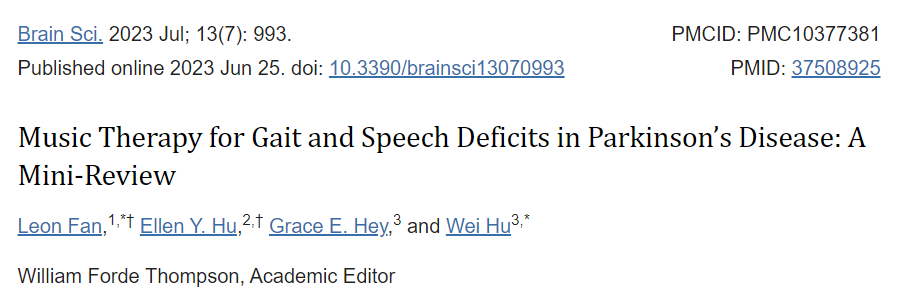 Brain Sci. 2023 Jul; 13(7): 993. PMCID: PMC10377381
Published online 2023 Jun 25. doi: 10.3390/brainsci13070993 PMID: 37508925
Music Therapy for Gait and Speech Deficits in Parkinson’s Disease: A
Mini-Review
Leon Fan,1,*† Ellen Y. Hu,2,† Grace E. Hey,3 and Wei Hu3,*
William Forde Thompson, Academic Editor